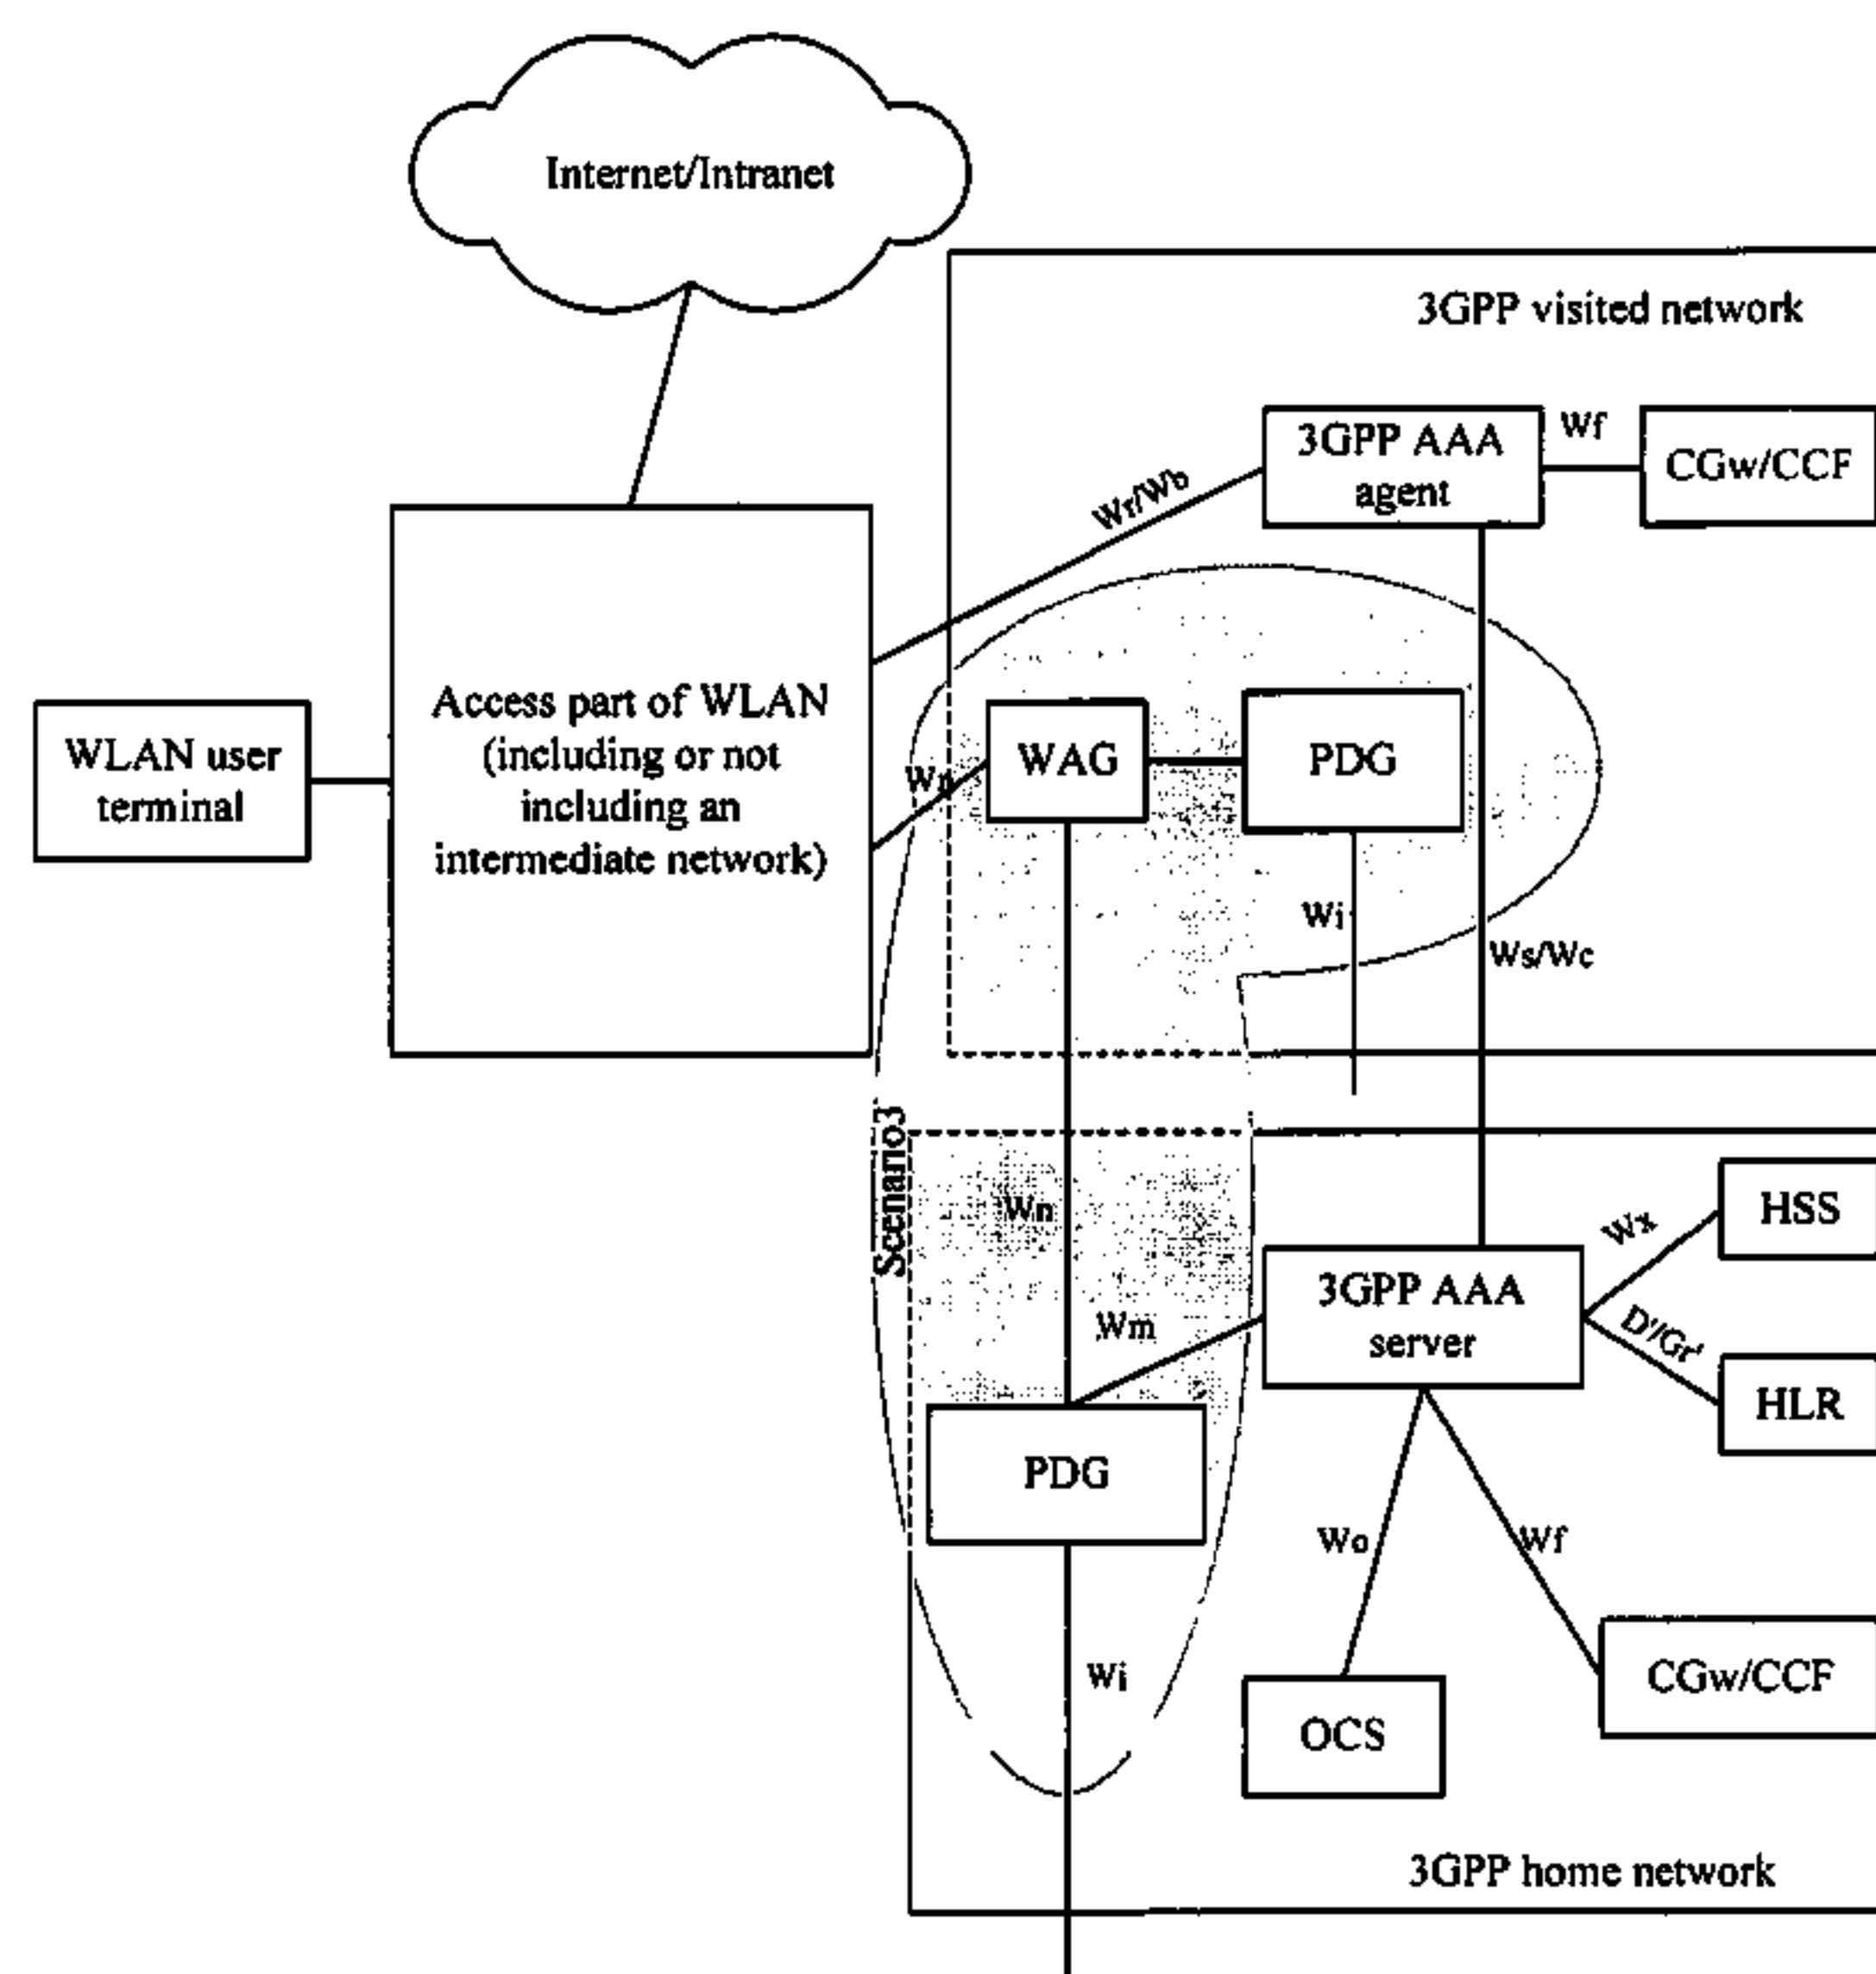 Internet/Intranet
3GPP visited network
3GPP AAA
agent
Wf
CGw/CCF
Wr/Wb
WLAN user
terminal
Access part of WLAN
(including or not
including an
intermediate network)
Wn
WAG
PDG
Wi
Ws/Wc
Scenario3
Wn
Wm
3GPP AAA
server
Wx
HSS
D'/Gr'
HLR
PDG
Wo
Wf
Wi
OCS
CGw/CCF
3GPP home network